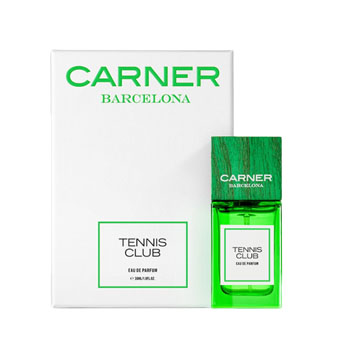 CARNER
BARCELONA
TENNIS
CLUB
EAU DE PARFUM
CARNER
BARCELONA
TENNIS
CLUB
EAU DE PARFUM